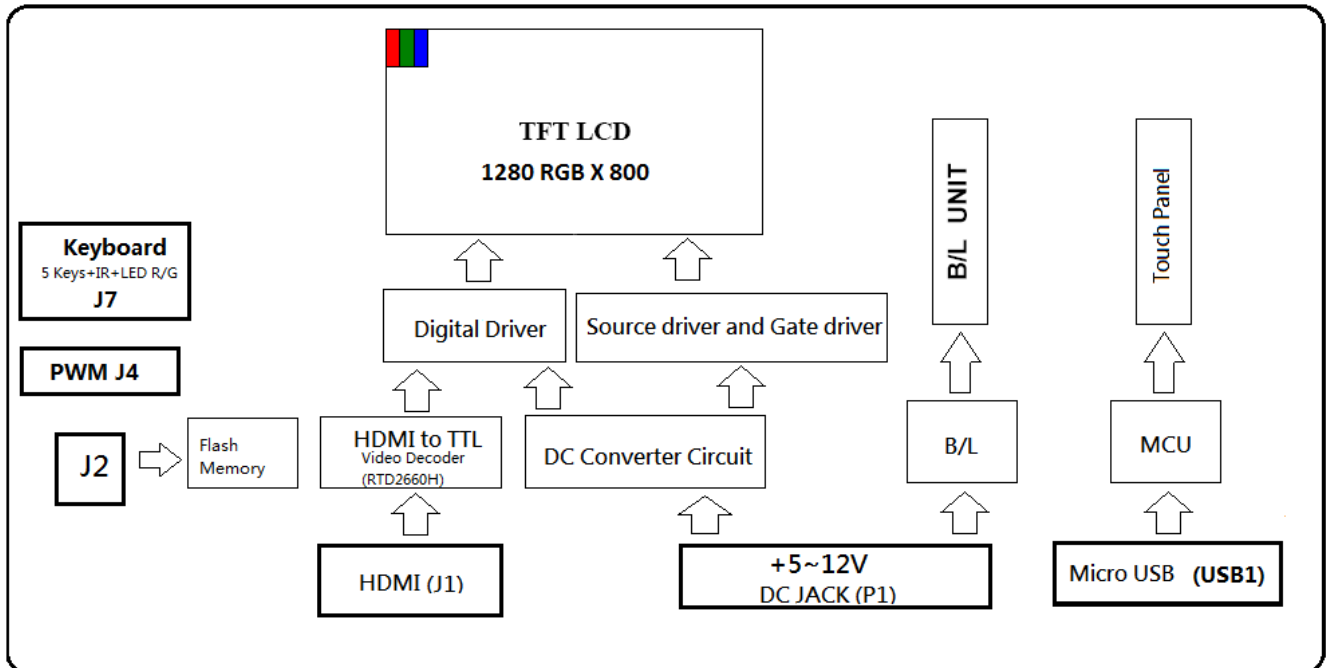 TFT LCD
1280 RGB X 800
B/L UNIT
Touch Panel
Keyboard
5 Keys+IR+LED R/G
J7
Digital Driver
Source driver and Gate driver
PWM J4
J2
Flash
Memory
HDMI to TTL
Video Decoder
(RTD2660H)
DC Converter Circuit
B/L
MCU
HDMI (J1)
+5~12V
DC JACK (P1)
Micro USB (USB1)